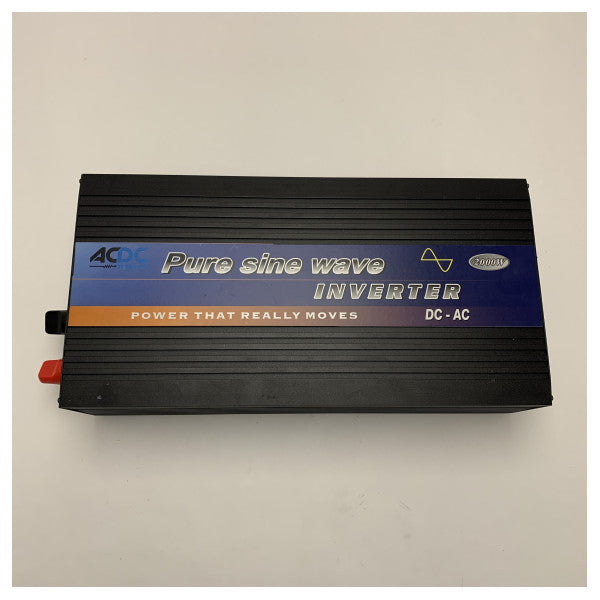 ACDC
Pure sine wave
2000W
INVERTER
POWER THAT REALLY MOVES
DC - AC